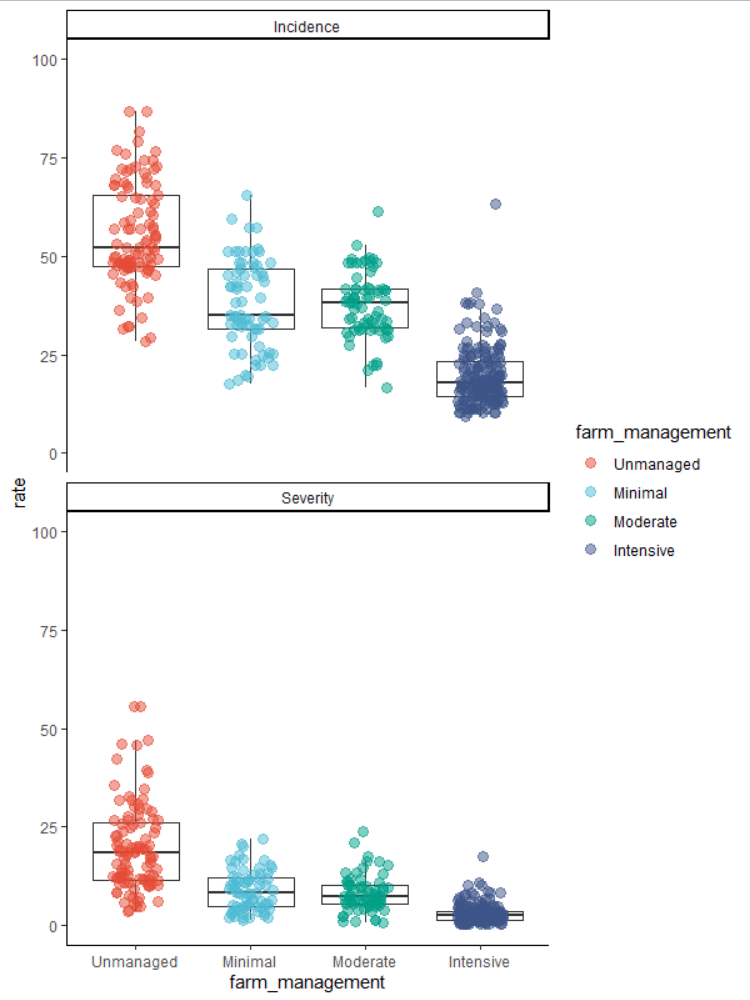 Incidence
100
75
50
25
0
rate
Severity
100
75
50
25
0
Unmanaged Minimal Moderate Intensive
farm_management
farm_management
Unmanaged
Minimal
Moderate
Intensive